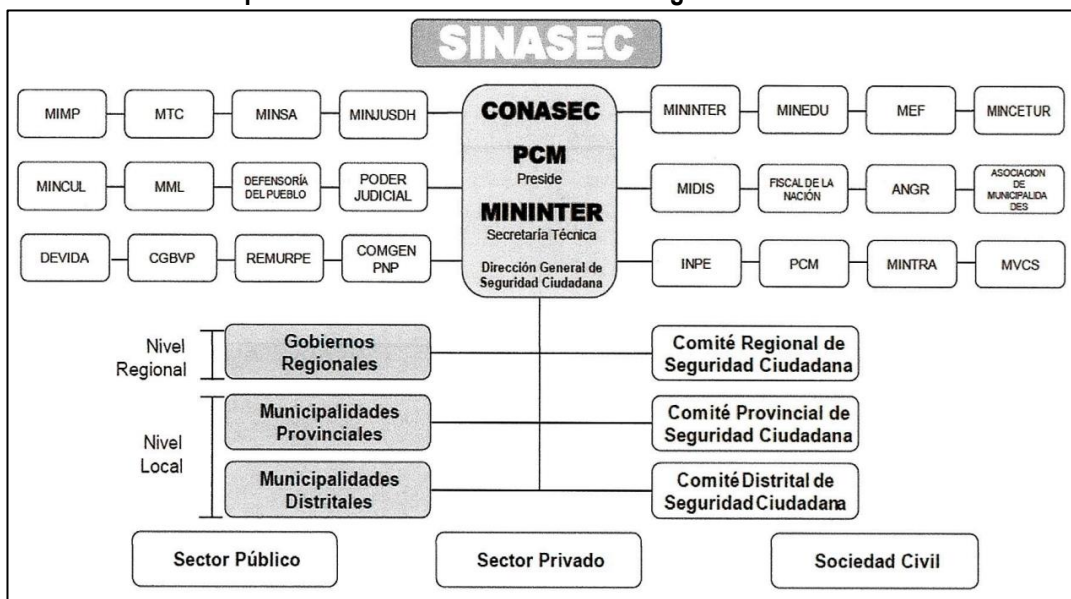 SINASEC
MIMP
MTC
MINSA
MINJUSDH
MINCUL
MML
DEFENSORÍA
DEL PUEBLO
PODER
JUDICIAL
DEVIDA
CGBVP
REMURPE
COMGEN
PNP
CONASEC
PCM
Preside
MININTER
Secretaría Técnica
Dirección General de
Seguridad Ciudadana
MININTER
MINEDU
MEF
MINCETUR
MIDIS
FISCAL DE LA
NACIÓN
ANGR
ASOCIACION
DE
MUNICIPALIDA
DES
INPE
PCM
MINTRA
MVCS
Nivel
Regional
Gobiernos
Regionales
Comité Regional de
Seguridad Ciudadana
Nivel
Local
Municipalidades
Provinciales
Comité Provincial de
Seguridad Ciudadana
Municipalidades
Distritales
Comité Distrital de
Seguridad Ciudadana
Sector Público
Sector Privado
Sociedad Civil